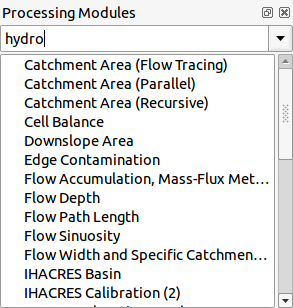 Processing Modules
hydro
Catchment Area (Flow Tracing)
Catchment Area (Parallel)
Catchment Area (Recursive)
Cell Balance
Downslope Area
Edge Contamination
Flow Accumulation, Mass-Flux Met...
Flow Depth
Flow Path Length
Flow Sinuosity
Flow Width and Specific Catchmen...
IHACRES Basin
IHACRES Calibration (2)